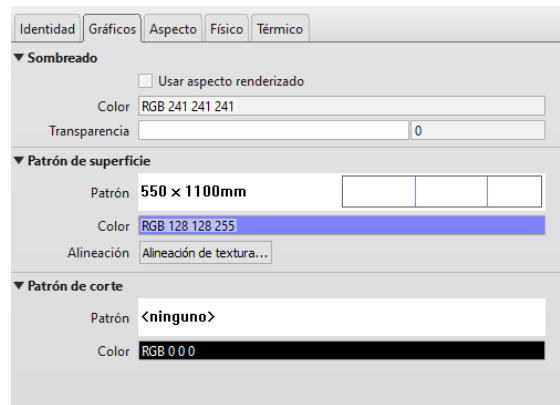 Identidad Gráficos Aspecto Físico Térmico
Sombreado
Usar aspecto renderizado
Color RGB 241 241 241
Transparencia 0
Patrón de superficie
Patrón 550 x 1100mm
Color RGB 128 128 255
Alineación Alineación de textura...
Patrón de corte
Patrón <ninguno>
Color RGB 0 0 0